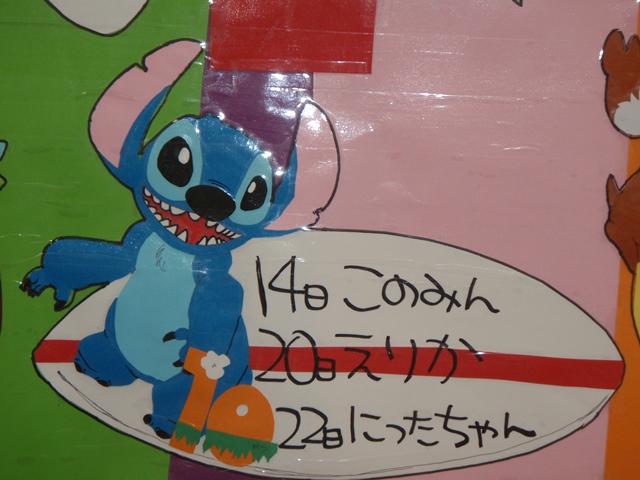 14日 このみん
20日 えりか
22日 にったちゃん
10